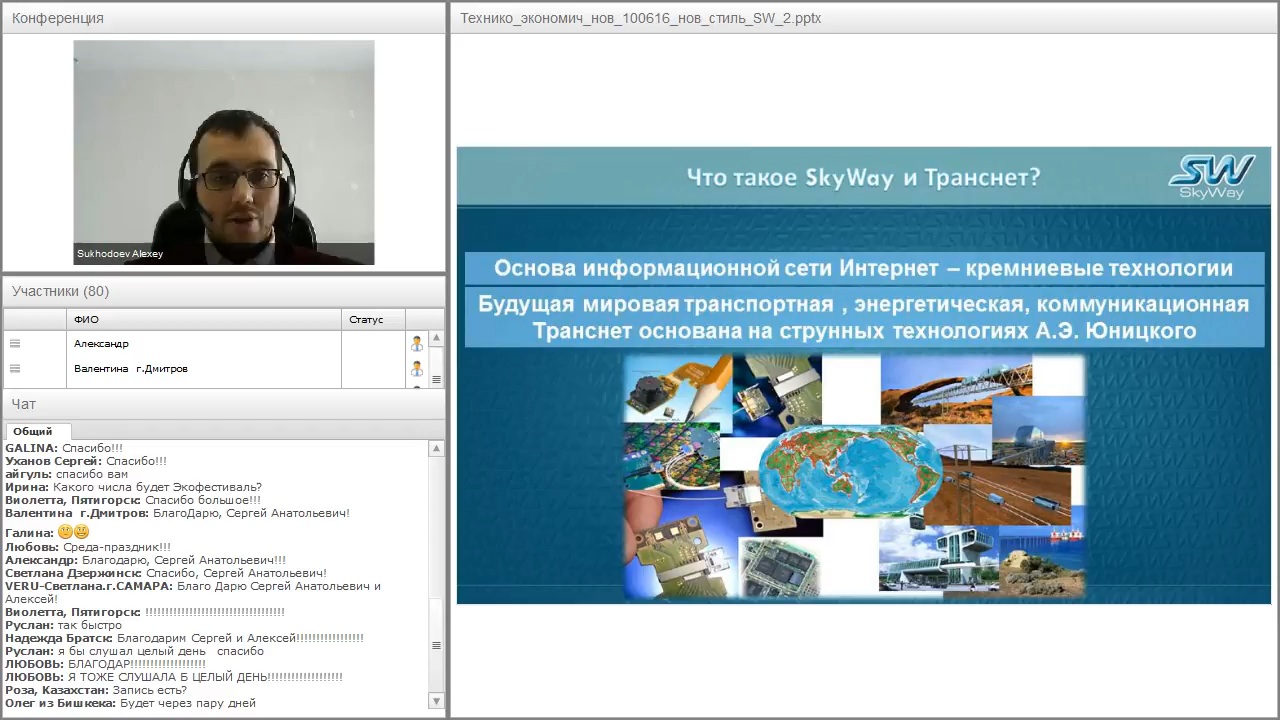 Конференция
Sukhodoev Alexey
Участники (80)
ФИО
Статус
Александр
Валентина г.Дмитров
Чат
Общий
GALINA: Спасибо!!!
Уханов Сергей: Спасибо!!!
айгуль: спасибо вам
Ирина: Какого числа будет Экофестиваль?
Виолетта, Пятигорск: Спасибо большое!!!
Валентина г.Дмитров: БлагоДарю, Сергей Анатольевич!
Галина:
Любовь: Среда-праздник!!!
Александр: Благодарю, Сергей Анатольевич!!!
Светлана Дзержинск: Спасибо, Сергей Анатольевич!
VERU-Светлана.г.САМАРА: Благо Дарю Сергей Анатольевич и
Алексей!
Виолетта, Пятигорск: !!!!!!!!!!!!!!!!!!!!!!!!!!!!!!!!!!
Руслан: так быстро
Надежда Братск: Благодарим Сергей и Алексей!!!!!!!!!!!!!!!!!
Руслан: я бы слушал целый день спасибо
ЛЮБОВЬ: БЛАГОДАР!!!!!!!!!!!!!!!!!!!
ЛЮБОВЬ: Я ТОЖЕ СЛУШАЛА Б ЦЕЛЫЙ ДЕНЬ!!!!!!!!!!!!!!!!!!!
Роза, Казахстан: Запись есть?
Олег из Бишкека: Будет через пару дней
Технико_экономич_нов_100616_нов_стиль_SW_2.pptx
Что такое SkyWay и Транснет?
SW
SkyWay
Основа информационной сети Интернет – кремниевые технологии
Будущая мировая транспортная , энергетическая, коммуникационная
Транснет основана на струнных технологиях А.Э. Юницкого